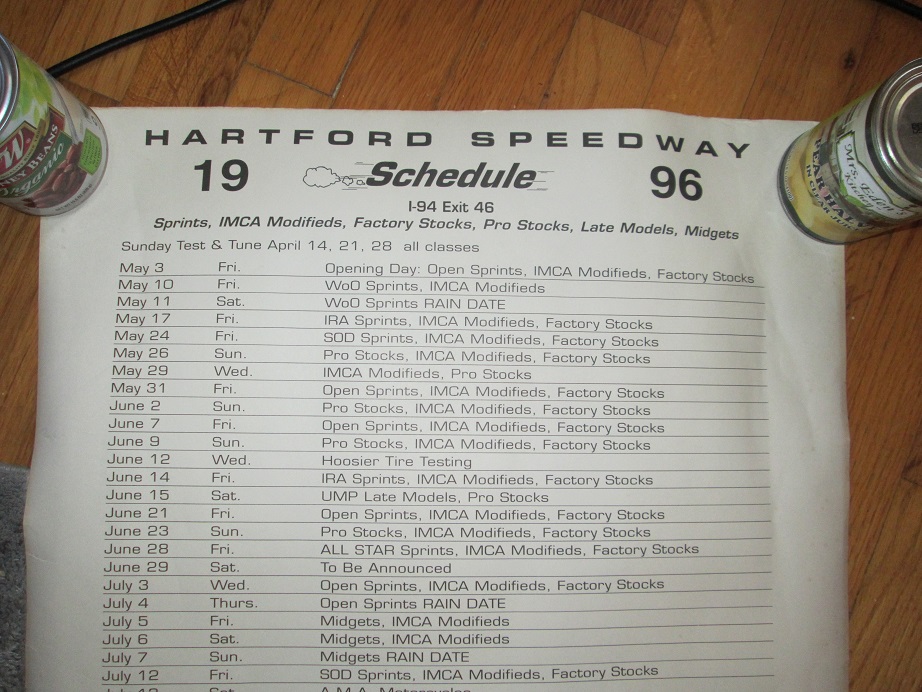 HARTFORD SPEEDWAY
19 Schedule 96
I-94 Exit 46
Sprints, IMCA Modifieds, Factory Stocks, Pro Stocks, Late Models, Midgets
Sunday Test & Tune April 14, 21, 28 all classes
May 3 Fri. Opening Day: Open Sprints, IMCA Modifieds, Factory Stocks
May 10 Fri. WoO Sprints, IMCA Modifieds
May 11 Sat. WoO Sprints RAIN DATE
May 17 Fri. IRA Sprints, IMCA Modifieds, Factory Stocks
May 24 Fri. SOD Sprints, IMCA Modifieds, Factory Stocks
May 26 Sun. Pro Stocks, IMCA Modifieds, Factory Stocks
May 29 Wed. IMCA Modifieds, Pro Stocks
May 31 Fri. Open Sprints, IMCA Modifieds, Factory Stocks
June 2 Sun. Pro Stocks, IMCA Modifieds, Factory Stocks
June 7 Fri. Open Sprints, IMCA Modifieds, Factory Stocks
June 9 Sun. Pro Stocks, IMCA Modifieds, Factory Stocks
June 12 Wed. Hoosier Tire Testing
June 14 Fri. IRA Sprints, IMCA Modifieds, Factory Stocks
June 15 Sat. UMP Late Models, Pro Stocks
June 21 Fri. Open Sprints, IMCA Modifieds, Factory Stocks
June 23 Sun. Pro Stocks, IMCA Modifieds, Factory Stocks
June 28 Fri. ALL STAR Sprints, IMCA Modifieds, Factory Stocks
June 29 Sat. To Be Announced
July 3 Wed. Open Sprints, IMCA Modifieds, Factory Stocks
July 4 Thurs. Open Sprints RAIN DATE
July 5 Fri. Midgets, IMCA Modifieds
July 6 Sat. Midgets, IMCA Modifieds
July 7 Sun. Midgets RAIN DATE
July 12 Fri. SOD Sprints, IMCA Modifieds, Factory Stocks
July 13 Sat. A.M.A. Motorcycles
W
BEANS
Organic
Mrs.